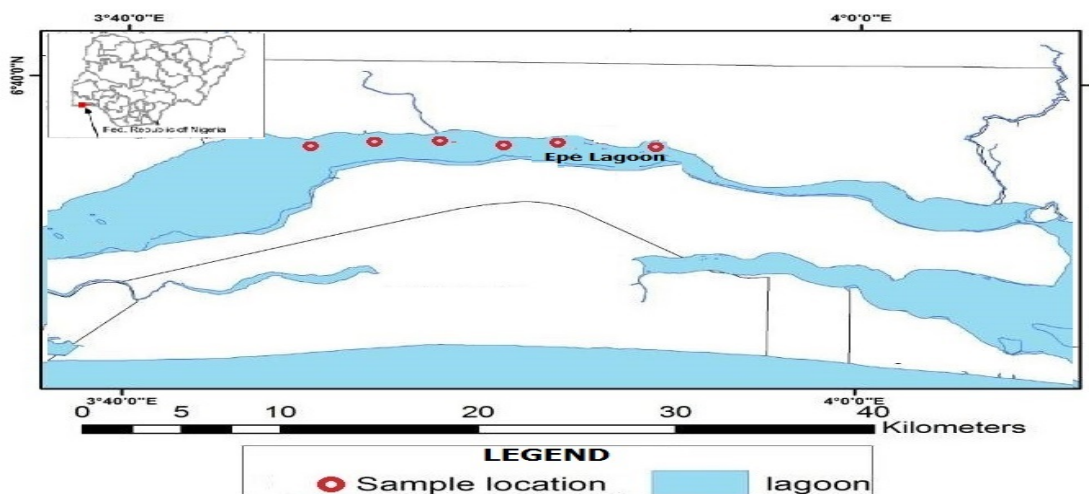 3°40'0"E 4°0'0"E
6°40'0"N
Fed. Republic of Nigeria
Epe Lagoon
3°40'0"E 4°0'0"E
0 5 10 20 30 40
Kilometers
LEGEND
Sample location lagoon